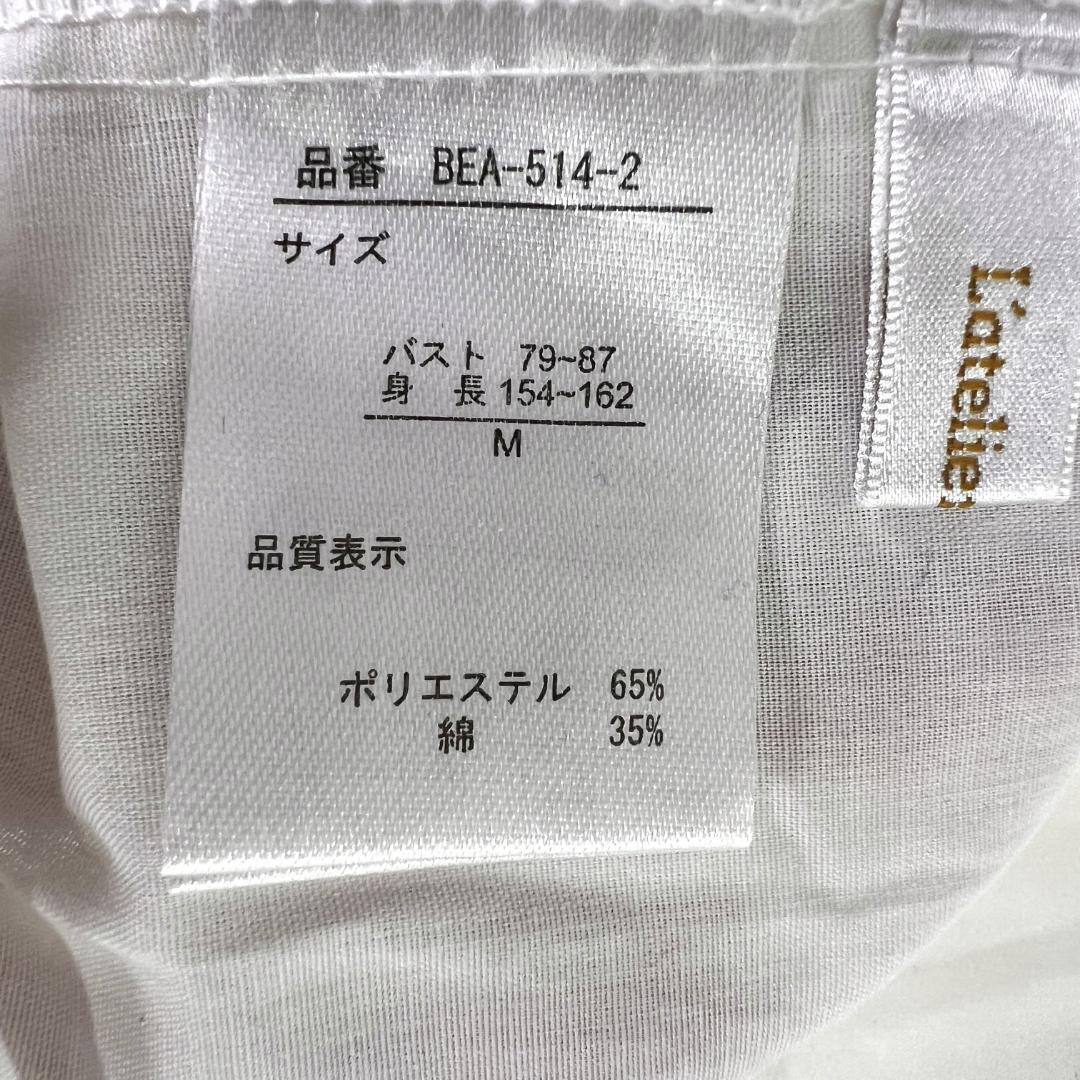 品番 BEA-514-2
サイズ
バスト 79~87
身 長 154~162
M
品質表示
ポリエステル 65%
綿 35%
L'atelie